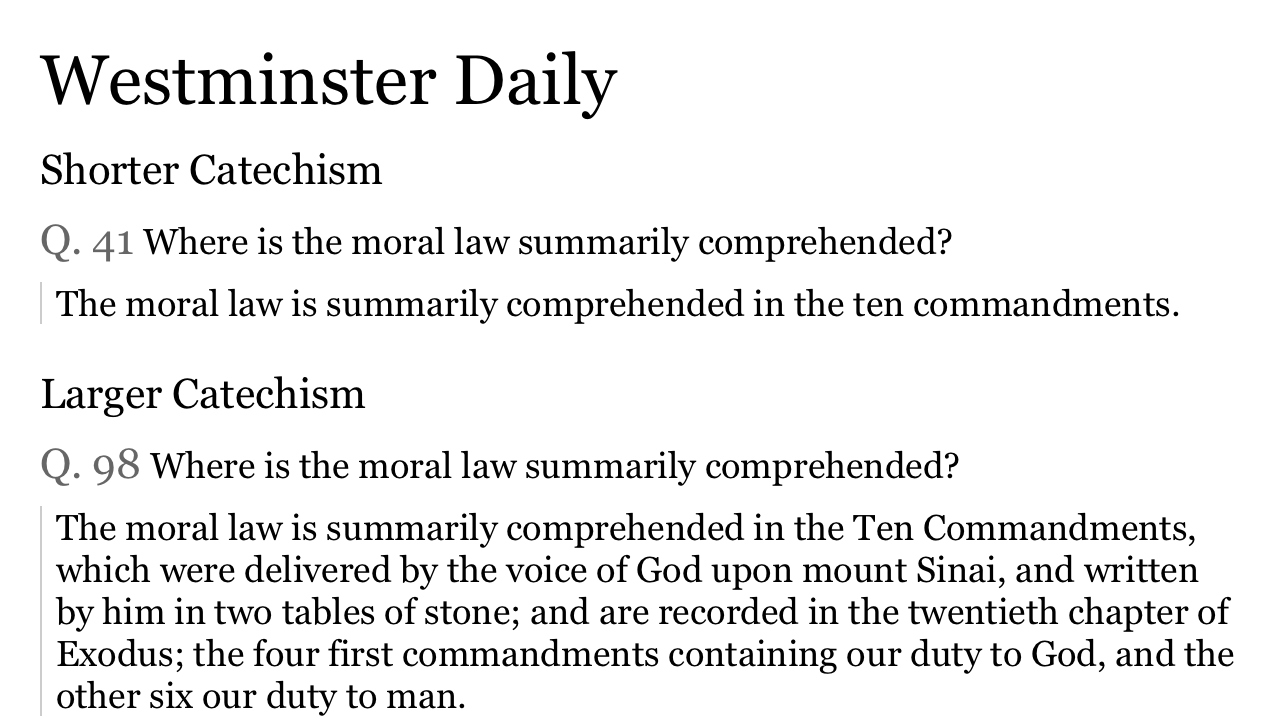 Westminster Daily
Shorter Catechism
Q. 41 Where is the moral law summarily comprehended?
The moral law is summarily comprehended in the ten commandments.
Larger Catechism
Q. 98 Where is the moral law summarily comprehended?
The moral law is summarily comprehended in the Ten Commandments,
which were delivered by the voice of God upon mount Sinai, and written
by him in two tables of stone; and are recorded in the twentieth chapter of
Exodus; the four first commandments containing our duty to God, and the
other six our duty to man.